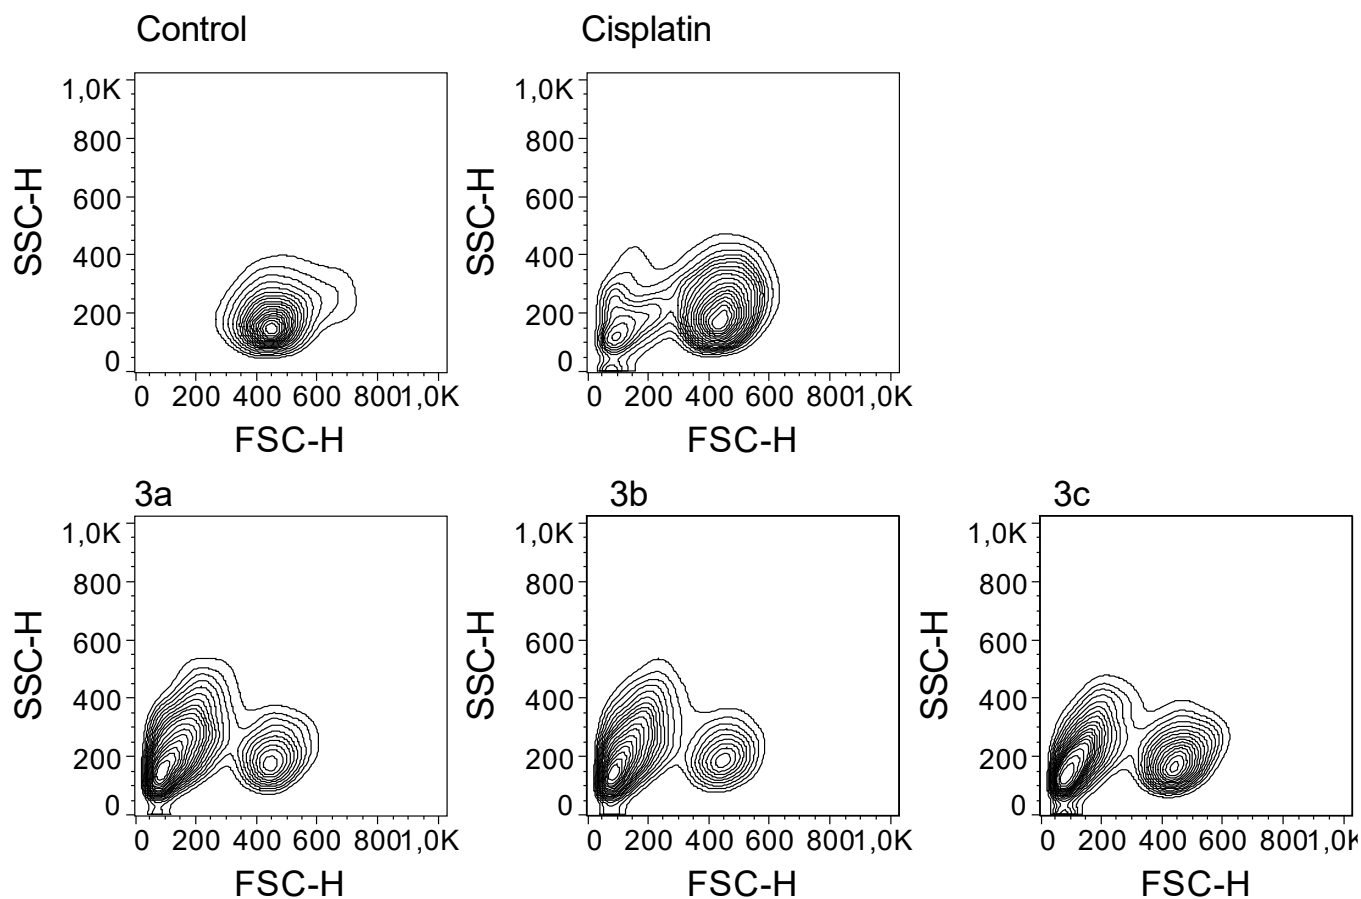 Control Cisplatin
1,0K 1,0K
800 800
600 600
400 400
200 200
0 0
SSC-H SSC-H
0 200 400 600 8001,0K 0 200 400 600 8001,0K
FSC-H FSC-H
3a 3b 3c
1,0K 1,0K 1,0K
800 800 800
600 600 600
400 400 400
200 200 200
0 0 0
SSC-H SSC-H SSC-H
0 200 400 600 8001,0K 0 200 400 600 8001,0K 0 200 400 600 8001,0K
FSC-H FSC-H FSC-H